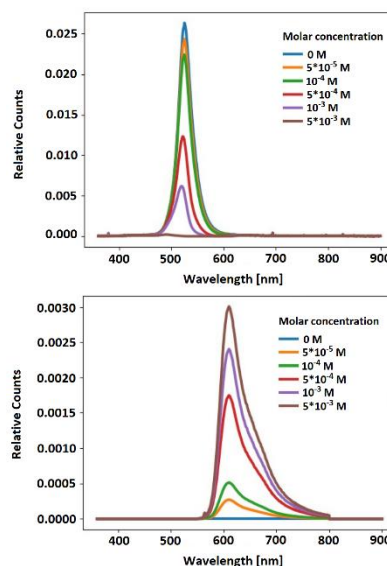 0.025
0.020
0.015
0.010
0.005
0.000
Relative Counts
Molar concentration
0 M
5*10⁻⁵ M
10⁻⁴ M
5*10⁻⁴ M
10⁻³ M
5*10⁻³ M
400 500 600 700 800 900
Wavelength [nm]
0.0030
0.0025
0.0020
0.0015
0.0010
0.0005
0.0000
Relative Counts
Molar concentration
0 M
5*10⁻⁵ M
10⁻⁴ M
5*10⁻⁴ M
10⁻³ M
5*10⁻³ M
400 500 600 700 800 900
Wavelength [nm]